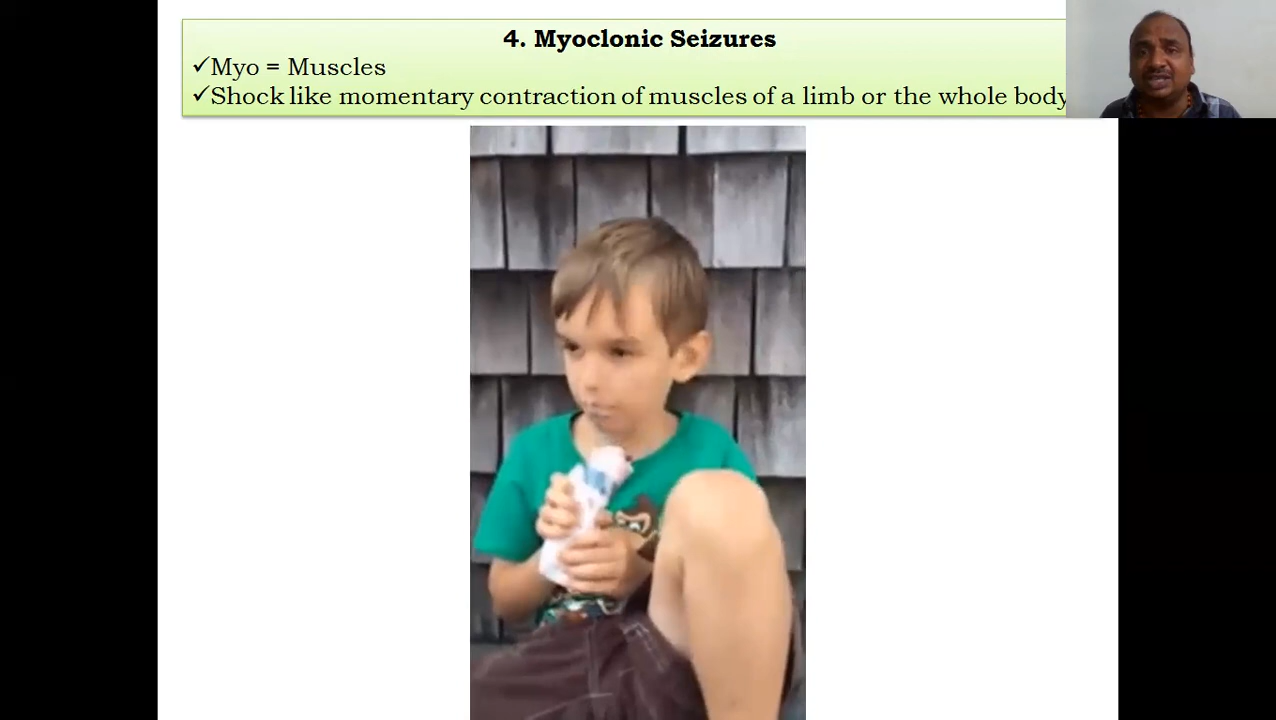 4. Myoclonic Seizures
✓Myo = Muscles
✓Shock like momentary contraction of muscles of a limb or the whole body